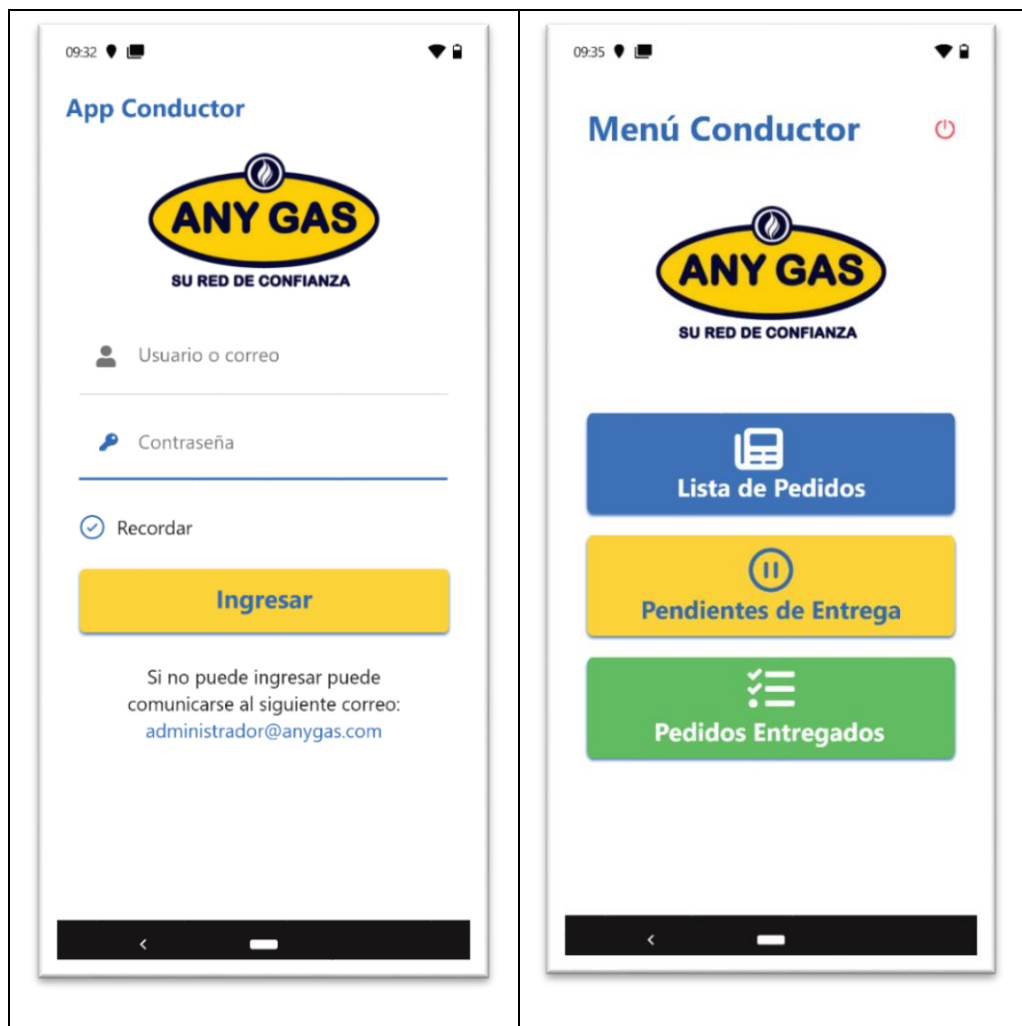 09:32
App Conductor
ANY GAS
SU RED DE CONFIANZA
Usuario o correo
Contraseña
Recordar
Ingresar
Si no puede ingresar puede
comunicarse al siguiente correo:
administrador@anygas.com
09:35
Menú Conductor
ANY GAS
SU RED DE CONFIANZA
Lista de Pedidos
Pendientes de Entrega
Pedidos Entregados